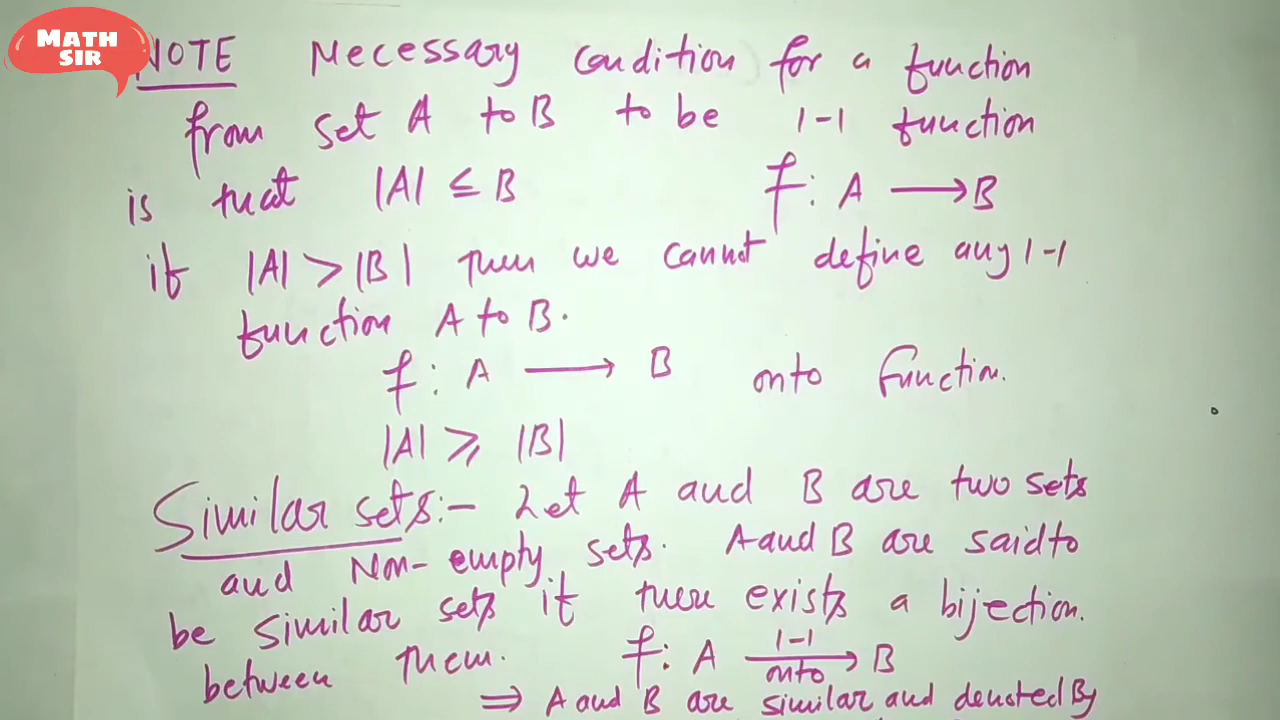 MATH
SIR
NOTE Necessary condition for a function
from set A to B to be 1-1 function
is that |A| ≤ B f: A ⟶ B
if |A| > |B| then we cannot define any 1-1
function A to B.
f: A ⟶ B onto function.
|A| ≥ |B|
Similar sets:- Let A and B are two sets
and Non-empty sets. A and B are said to
be similar sets if there exists a bijection.
between them. f: A 1-1 ⟶ onto B
⇒ A and B are similar and denoted By